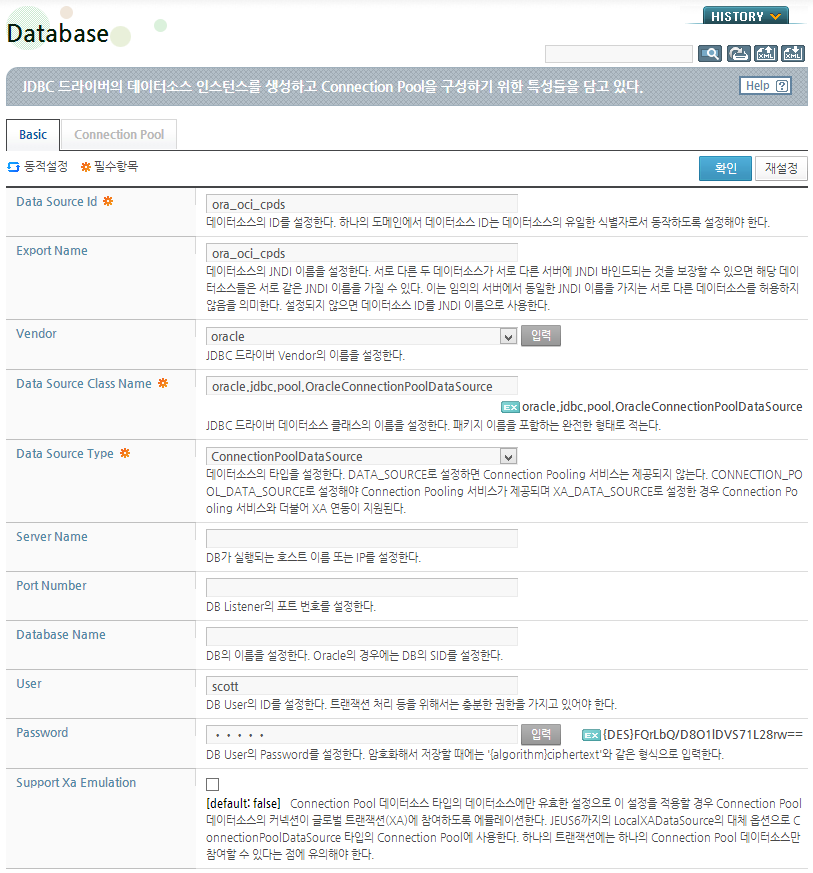 HISTORY
Database
JDBC 드라이버의 데이터소스 인스턴스를 생성하고 Connection Pool을 구성하기 위한 특성들을 담고 있다.
Help ?
Basic
Connection Pool
동적설정 필수항목
확인
재설정
Data Source Id
ora_oci_cpds
데이터소스의 ID를 설정한다. 하나의 도메인에서 데이터소스 ID는 데이터소스의 유일한 식별자로서 동작하도록 설정해야 한다.
Export Name
ora_oci_cpds
데이터소스의 JNDI 이름을 설정한다. 서로 다른 두 데이터소스가 서로 다른 서버에 JNDI 바인드되는 것을 보장할 수 있으면 해당 데이
터소스들은 서로 같은 JNDI 이름을 가질 수 있다. 이는 임의의 서버에서 동일한 JNDI 이름을 가지는 서로 다른 데이터소스를 허용하지
않음을 의미한다. 설정되지 않으면 데이터소스 ID를 JNDI 이름으로 사용한다.
Vendor
oracle
입력
JDBC 드라이버 Vendor의 이름을 설정한다.
Data Source Class Name
oracle.jdbc.pool.OracleConnectionPoolDataSource
EX oracle.jdbc.pool.OracleConnectionPoolDataSource
JDBC 드라이버 데이터소스 클래스의 이름을 설정한다. 패키지 이름을 포함하는 완전한 형태로 적는다.
Data Source Type
ConnectionPoolDataSource
데이터소스의 타입을 설정한다. DATA_SOURCE로 설정하면 Connection Pooling 서비스는 제공되지 않는다. CONNECTION_PO
OL_DATA_SOURCE로 설정해야 Connection Pooling 서비스가 제공되며 XA_DATA_SOURCE로 설정한 경우 Connection Po
oling 서비스와 더불어 XA 연동이 지원된다.
Server Name
DB가 실행되는 호스트 이름 또는 IP를 설정한다.
Port Number
DB Listener의 포트 번호를 설정한다.
Database Name
DB의 이름을 설정한다. Oracle의 경우에는 DB의 SID를 설정한다.
User
scott
DB User의 ID를 설정한다. 트랜잭션 처리 등을 위해서는 충분한 권한을 가지고 있어야 한다.
Password
•••••
입력
EX {DES}FQrLbQ/D8O1lDVS71L28rw==
DB User의 Password를 설정한다. 암호화해서 저장할 때에는 '{algorithm}ciphertext'와 같은 형식으로 입력한다.
Support Xa Emulation
[default: false] Connection Pool 데이터소스 타입의 데이터소스에만 유효한 설정으로 이 설정을 적용할 경우 Connection Pool
데이터소스의 커넥션이 글로벌 트랜잭션(XA)에 참여하도록 에뮬레이션한다. JEUS6까지의 LocalXADataSource의 대체 옵션으로 C
onnectionPoolDataSource 타입의 Connection Pool에 사용한다. 하나의 트랜잭션에는 하나의 Connection Pool 데이터소스만
참여할 수 있다는 점에 유의해야 한다.